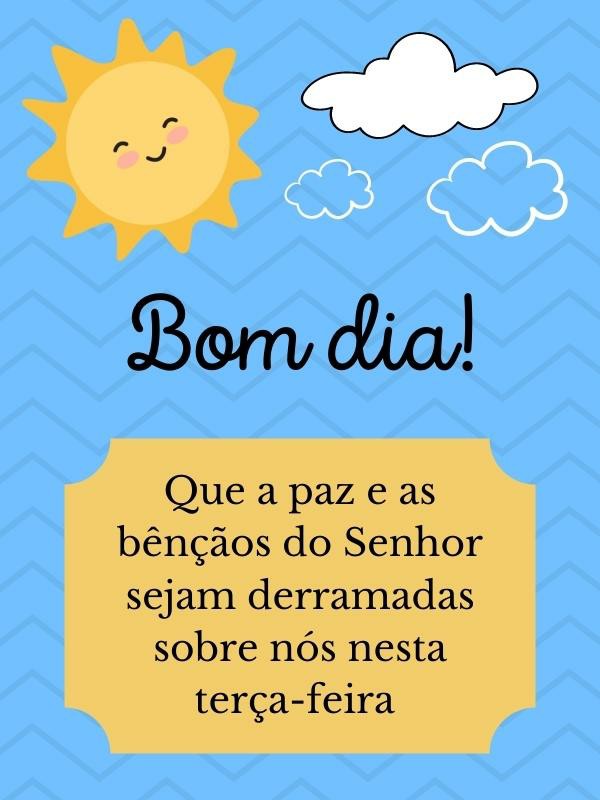 Bom dia!
Que a paz e as
bênçãos do Senhor
sejam derramadas
sobre nós nesta
terça-feira